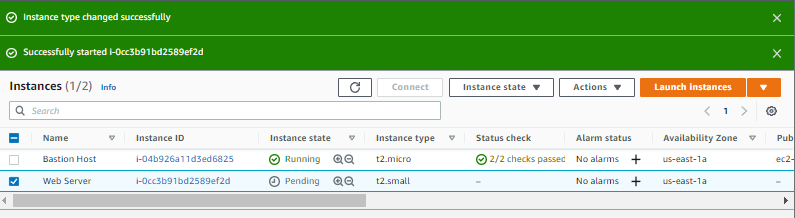 Instance type changed successfully
Successfully started i-0cc3b91bd2589ef2d
Instances (1/2) Info Connect Instance state Actions Launch Instances
Search 1
Name Instance ID Instance state Instance type Status check Alarm status Availability Zone Pub
Bastion Host i-04b926a11d3ed6825 Running t2.micro 2/2 checks passed No alarms + us-east-1a ec2-
Web Server i-0cc3b91bd2589ef2d Pending t2.small – No alarms + us-east-1a –